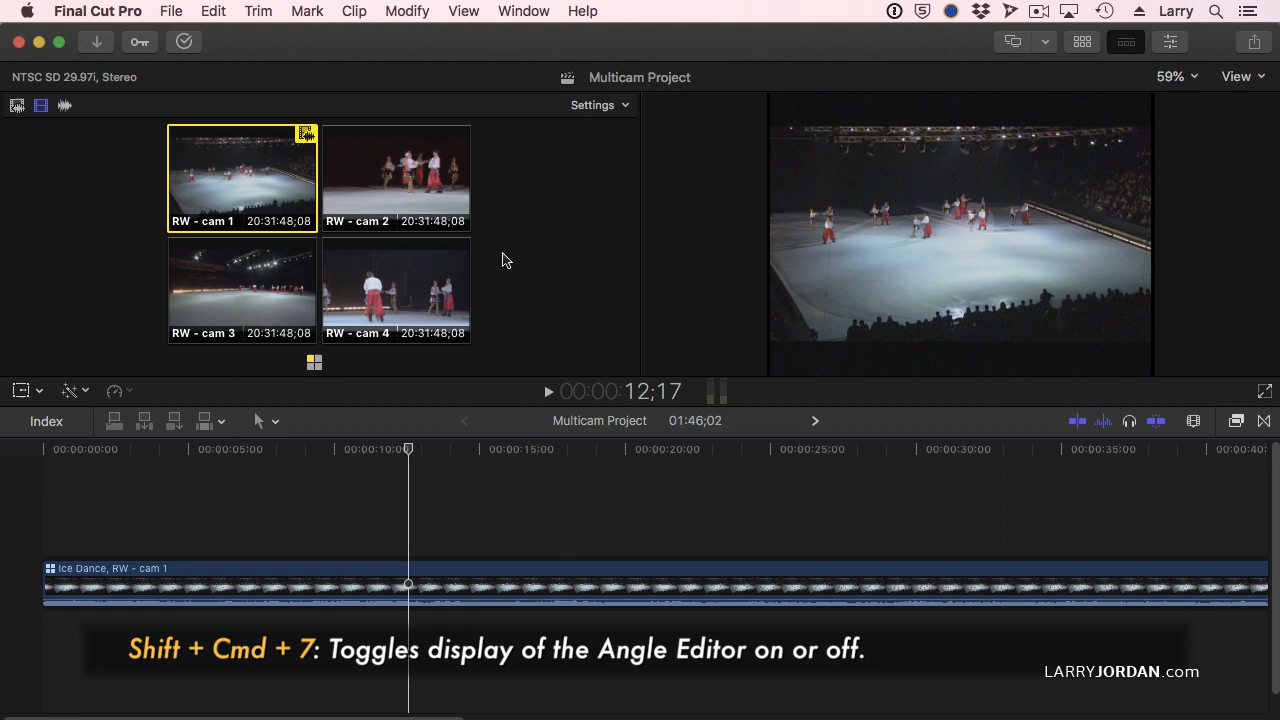 Final Cut Pro File Edit Trim Mark Clip Modify View Window Help Larry
NTSC SD 29.97i, Stereo
Multicam Project
59% View
Settings
RW - cam 1 20:31:48;08
RW - cam 2 20:31:48;08
RW - cam 3 20:31:48;08
RW - cam 4 20:31:48;08
00:00:00:12;17
Index
Multicam Project 01:46;02
00:00:00:00 00:00:05:00 00:00:10:00 00:00:15:00 00:00:20:00 00:00:25:00 00:00:30:00 00:00:35:00 00:00:40:
Ice Dance, RW - cam 1
Shift + Cmd + 7: Toggles display of the Angle Editor on or off.
LARRYJORDAN.com